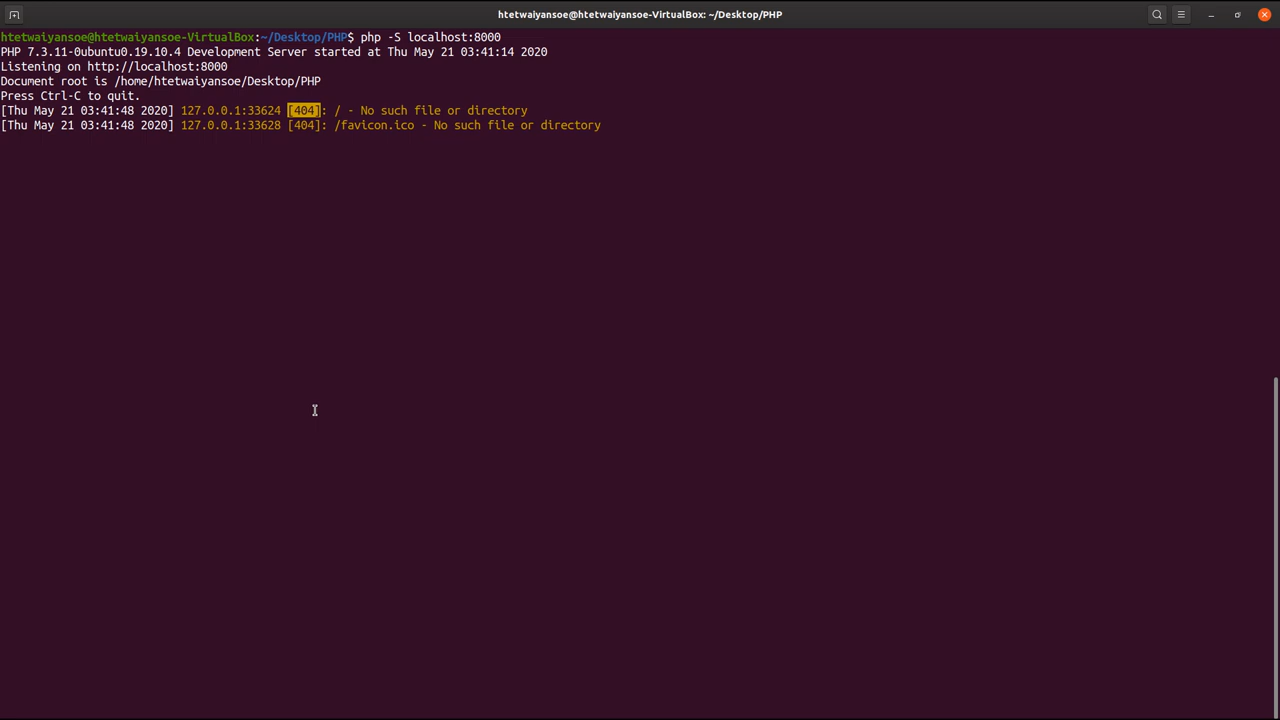 htetwaiyansoe@htetwaiyansoe-VirtualBox: ~/Desktop/PHP
htetwaiyansoe@htetwaiyansoe-VirtualBox:~/Desktop/PHP$ php -S localhost:8000
PHP 7.3.11-0ubuntu0.19.10.4 Development Server started at Thu May 21 03:41:14 2020
Listening on http://localhost:8000
Document root is /home/htetwaiyansoe/Desktop/PHP
Press Ctrl-C to quit.
[Thu May 21 03:41:48 2020] 127.0.0.1:33624 [404]: / - No such file or directory
[Thu May 21 03:41:48 2020] 127.0.0.1:33628 [404]: /favicon.ico - No such file or directory